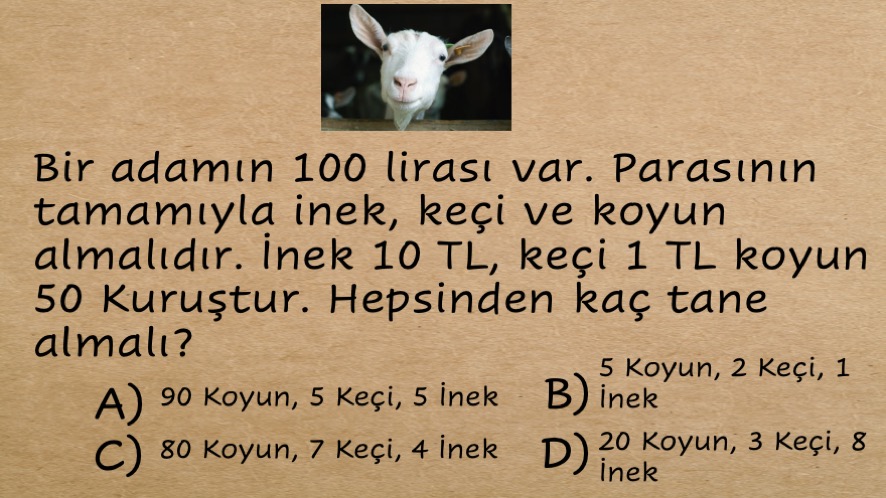 Bir adamın 100 lirası var. Parasının
tamamıyla inek, keçi ve koyun
almalıdır. İnek 10 TL, keçi 1 TL koyun
50 Kuruştur. Hepsinden kaç tane
almalı?
A) 90 Koyun, 5 Keçi, 5 İnek
B) 5 Koyun, 2 Keçi, 1
İnek
C) 80 Koyun, 7 Keçi, 4 İnek
D) 20 Koyun, 3 Keçi, 8
İnek